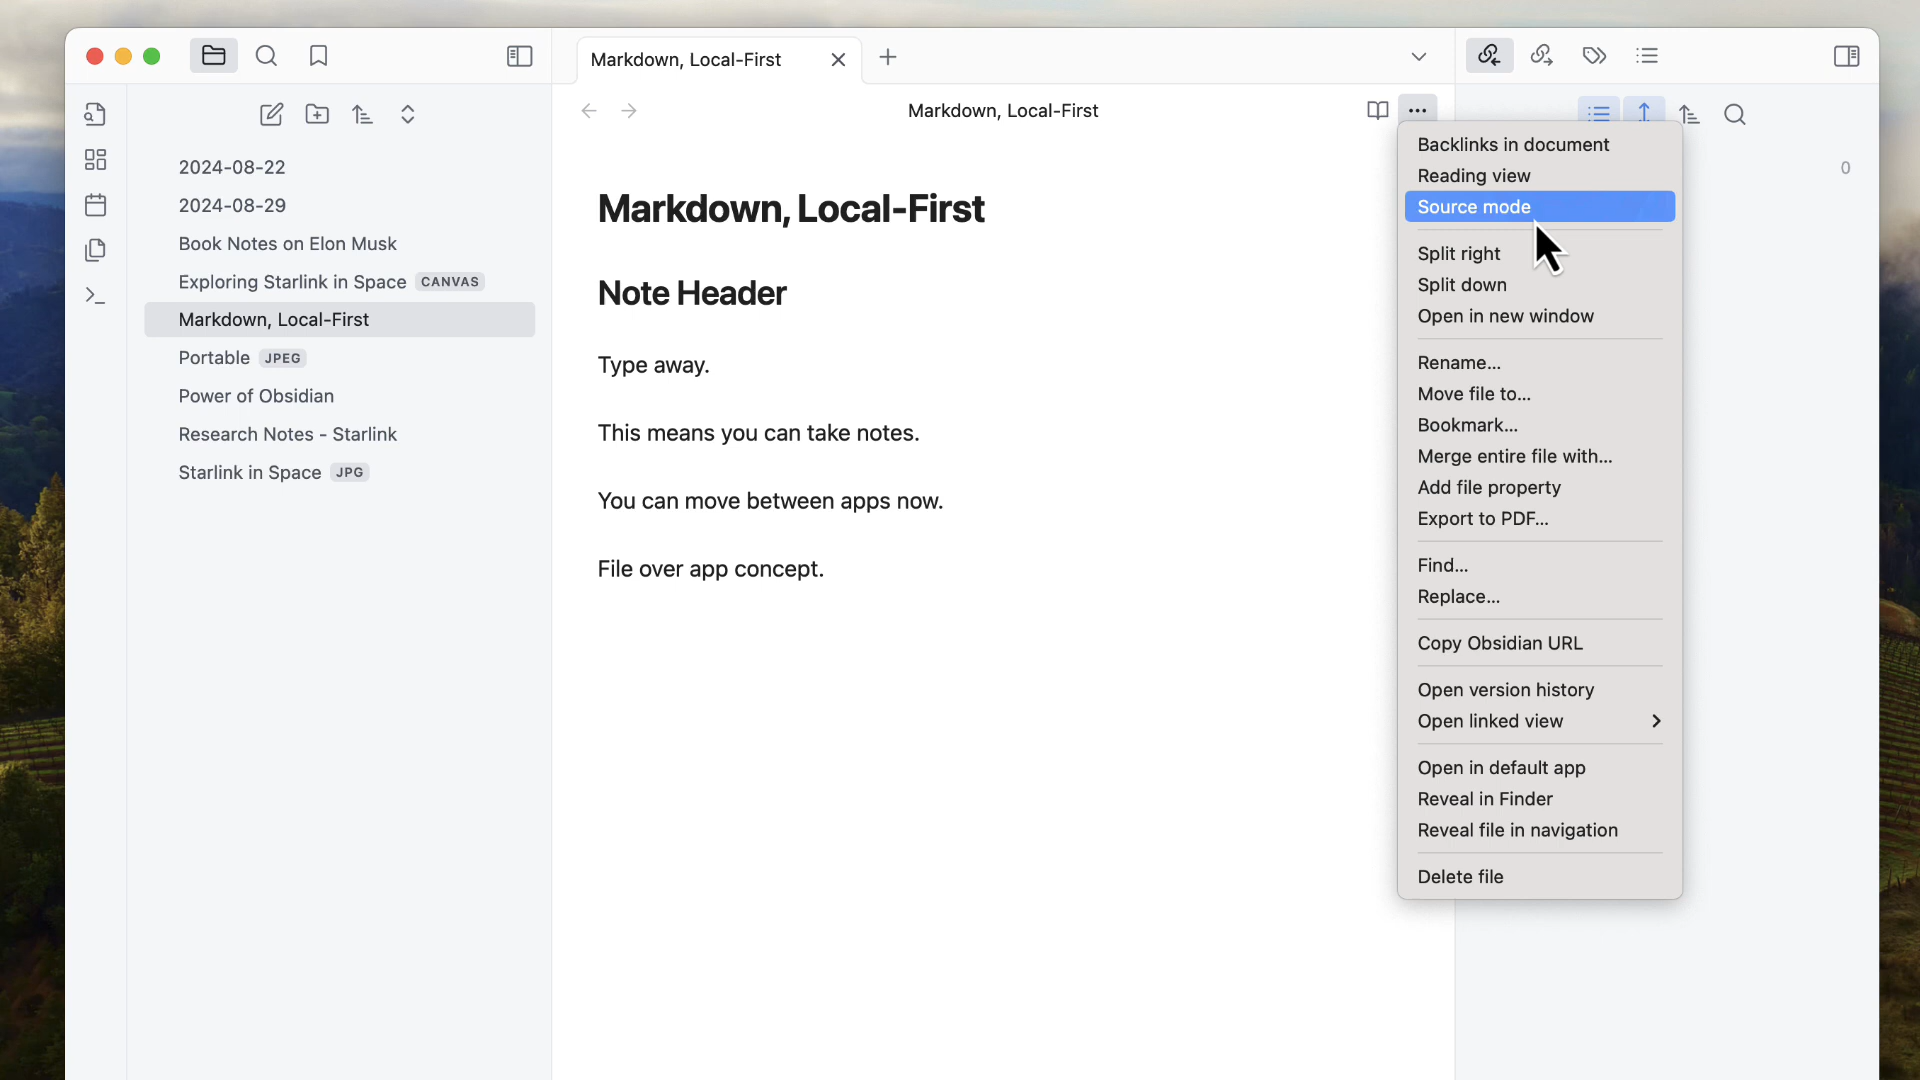 Markdown, Local-First
Markdown, Local-First
2024-08-22
2024-08-29
Book Notes on Elon Musk
Exploring Starlink in Space CANVAS
Markdown, Local-First
Portable JPEG
Power of Obsidian
Research Notes - Starlink
Starlink in Space JPG
Markdown, Local-First
Note Header
Type away.
This means you can take notes.
You can move between apps now.
File over app concept.
Backlinks in document
Reading view
Source mode
Split right
Split down
Open in new window
Rename...
Move file to...
Bookmark...
Merge entire file with...
Add file property
Export to PDF...
Find...
Replace...
Copy Obsidian URL
Open version history
Open linked view
Open in default app
Reveal in Finder
Reveal file in navigation
Delete file
0